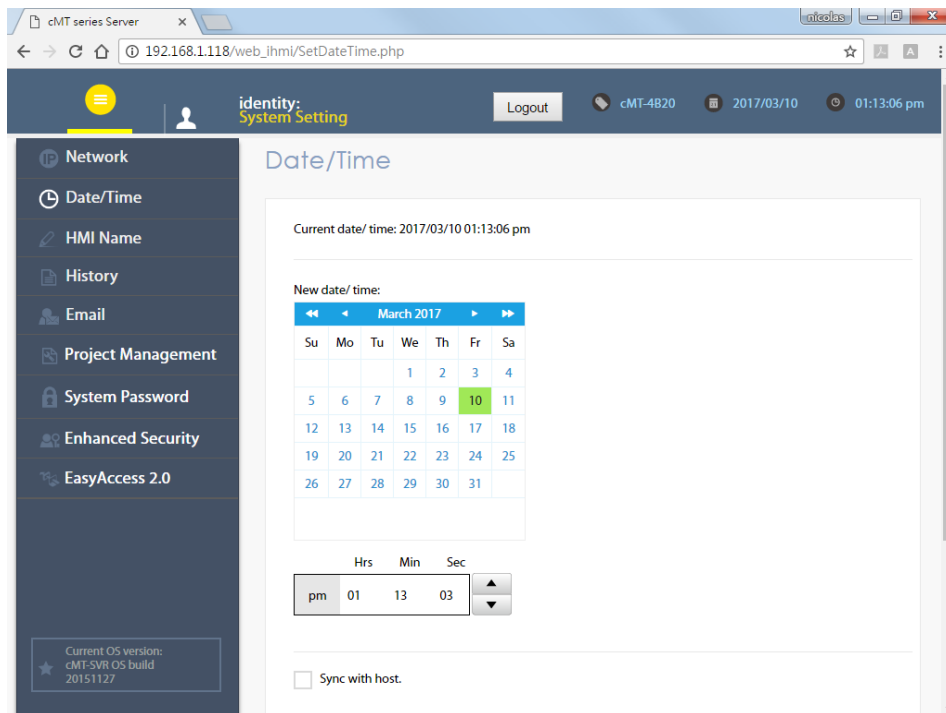 cMT series Server
nicolas
192.168.1.118/web_ihmi/SetDateTime.php
identity:
System Setting
Logout
cMT-4B20
2017/03/10
01:13:06 pm
Network
Date/Time
HMI Name
History
Email
Project Management
System Password
Enhanced Security
EasyAccess 2.0
Current OS version:
cMT-SVR OS build
20151127
Date/Time
Current date/ time: 2017/03/10 01:13:06 pm
New date/ time:
March 2017
Su Mo Tu We Th Fr Sa
1 2 3 4
5 6 7 8 9 10 11
12 13 14 15 16 17 18
19 20 21 22 23 24 25
26 27 28 29 30 31
Hrs Min Sec
pm 01 13 03
Sync with host.